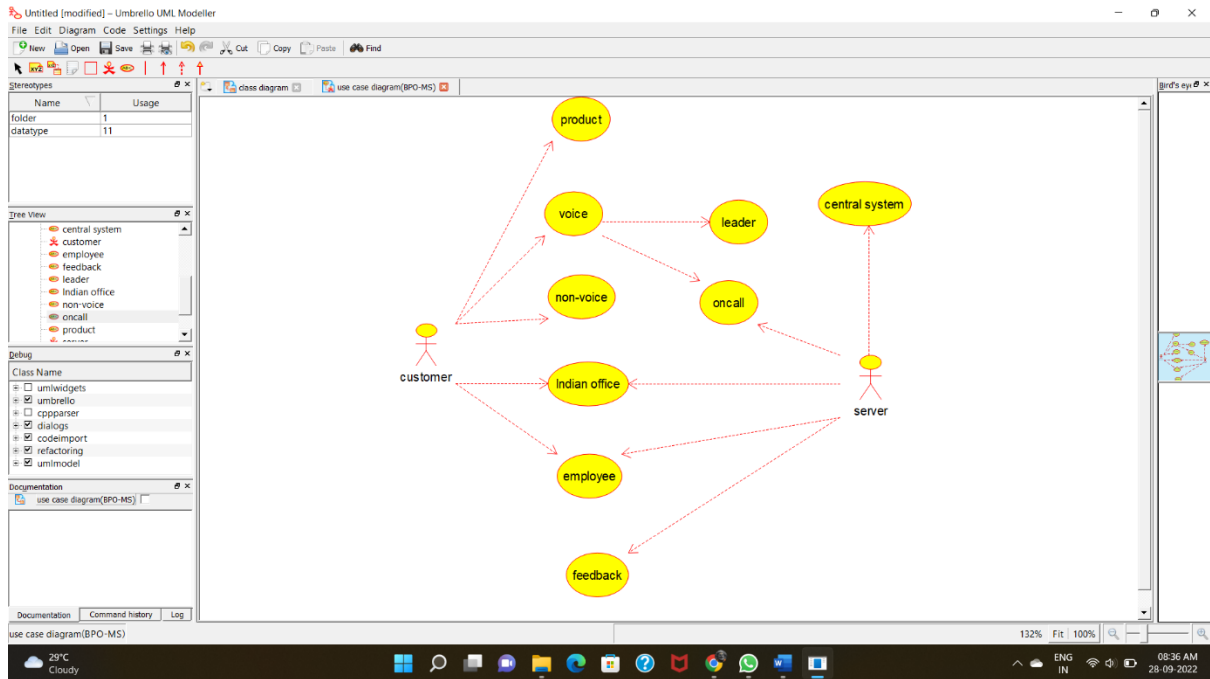 Untitled [modified] – Umbrello UML Modeller
File Edit Diagram Code Settings Help
New Open Save Cut Copy Paste Find
Stereotypes
Name Usage
folder 1
datatype 11
Tree View
central system
customer
employee
feedback
leader
Indian office
non-voice
oncall
product
Debug
Class Name
umlwidgets
umbrello
cppparser
dialogs
codeimport
refactoring
umlmodel
Documentation
use case diagram(BPO-MS)
Documentation Command history Log
use case diagram(BPO-MS)
class diagram use case diagram(BPO-MS)
product
voice
leader
central system
non-voice
oncall
customer
Indian office
server
employee
feedback
Bird's eye
132% Fit 100%
29°C
Cloudy
ENG
IN
08:36 AM
28-09-2022